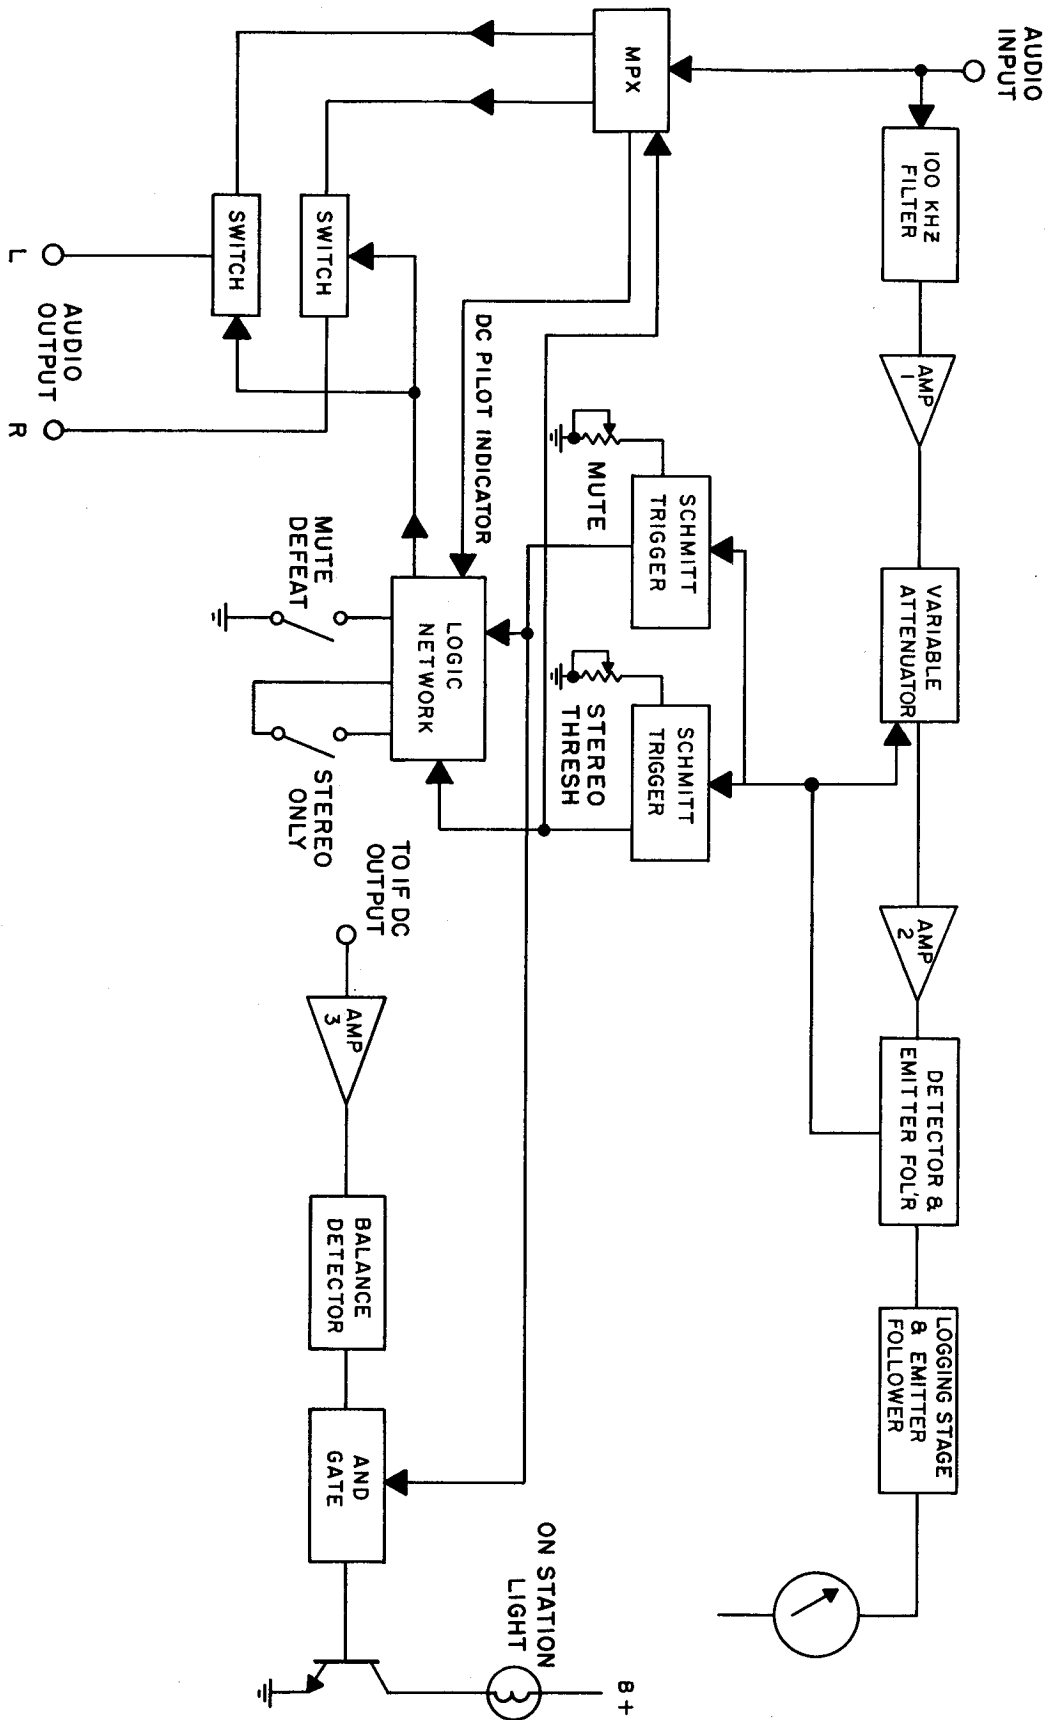 AUDIO
INPUT
100 KHZ
FILTER
AMP
1
VARIABLE
ATTENUATOR
AMP
2
DETECTOR &
EMITTER FOL'R
LOGGING STAGE
& EMITTER
FOLLOWER
MPX
SCHMITT
TRIGGER
MUTE
SCHMITT
TRIGGER
STEREO
THRESH
DC PILOT INDICATOR
SWITCH
SWITCH
LOGIC
NETWORK
MUTE
DEFEAT
STEREO
ONLY
TO IF DC
OUTPUT
AMP
3
BALANCE
DETECTOR
AND
GATE
ON STATION
LIGHT
B+
L
AUDIO
OUTPUT
R